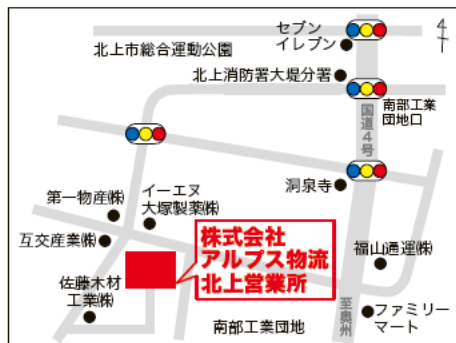 セブン
イレブン
北上市総合運動公園
北上消防署大堤分署
南部工業
団地口
国道4号
洞泉寺
イーエヌ
大塚製薬㈱
第一物産㈱
互交産業㈱
株式会社
アルプス物流
北上営業所
福山通運㈱
佐藤木材
工業㈱
至奥州
ファミリー
マート
南部工業団地